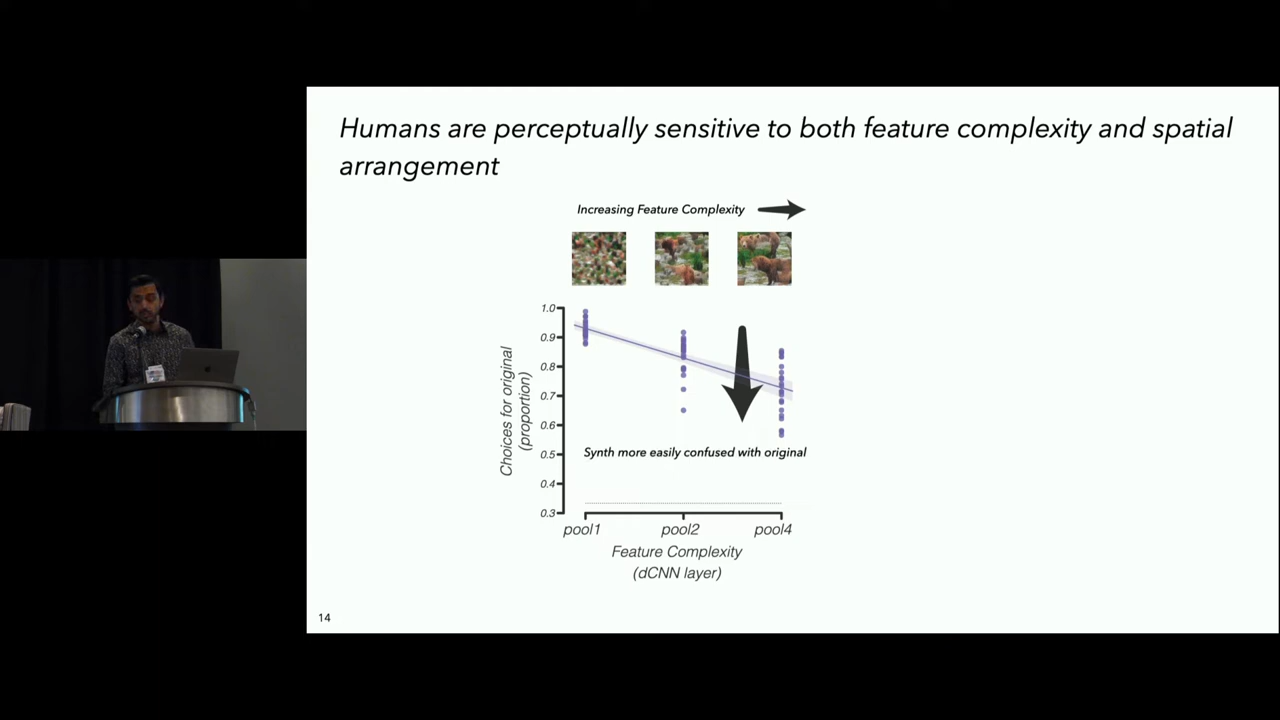 Humans are perceptually sensitive to both feature complexity and spatial
arrangement
Increasing Feature Complexity
1.0
0.9
0.8
0.7
0.6
0.5
0.4
0.3
Choices for original
(proportion)
Synth more easily confused with original
pool1
pool2
pool4
Feature Complexity
(dCNN layer)
14